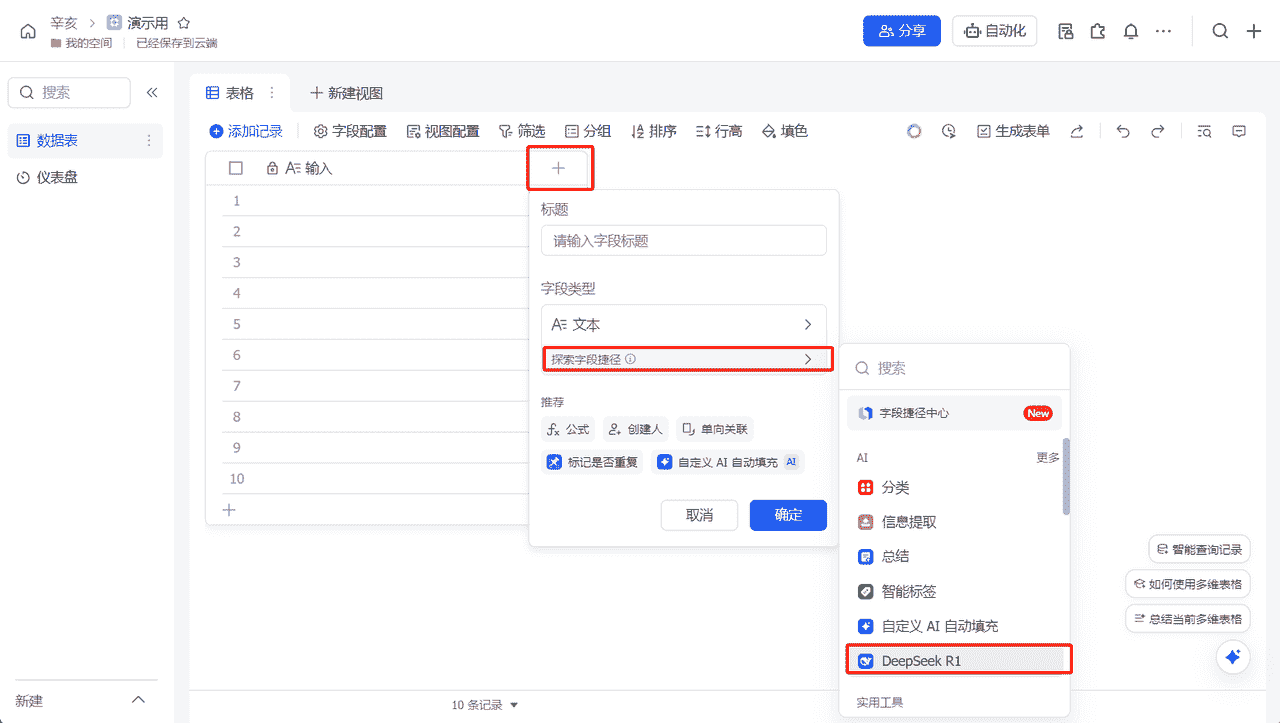 辛亥
演示用
我的空间
已经保存到云端
分享
自动化
搜索
数据表
仪表盘
表格
新建视图
添加记录
字段配置
视图配置
筛选
分组
排序
行高
填色
生成表单
输入
1
2
3
4
5
6
7
8
9
10
标题
请输入字段标题
字段类型
文本
探索字段捷径
推荐
公式
创建人
单向关联
标记是否重复
自定义 AI 自动填充 AI
取消
确定
搜索
字段捷径中心
New
AI
更多
分类
信息提取
总结
智能标签
自定义 AI 自动填充
DeepSeek R1
实用工具
智能查询记录
如何使用多维表格
总结当前多维表格
新建
10 条记录